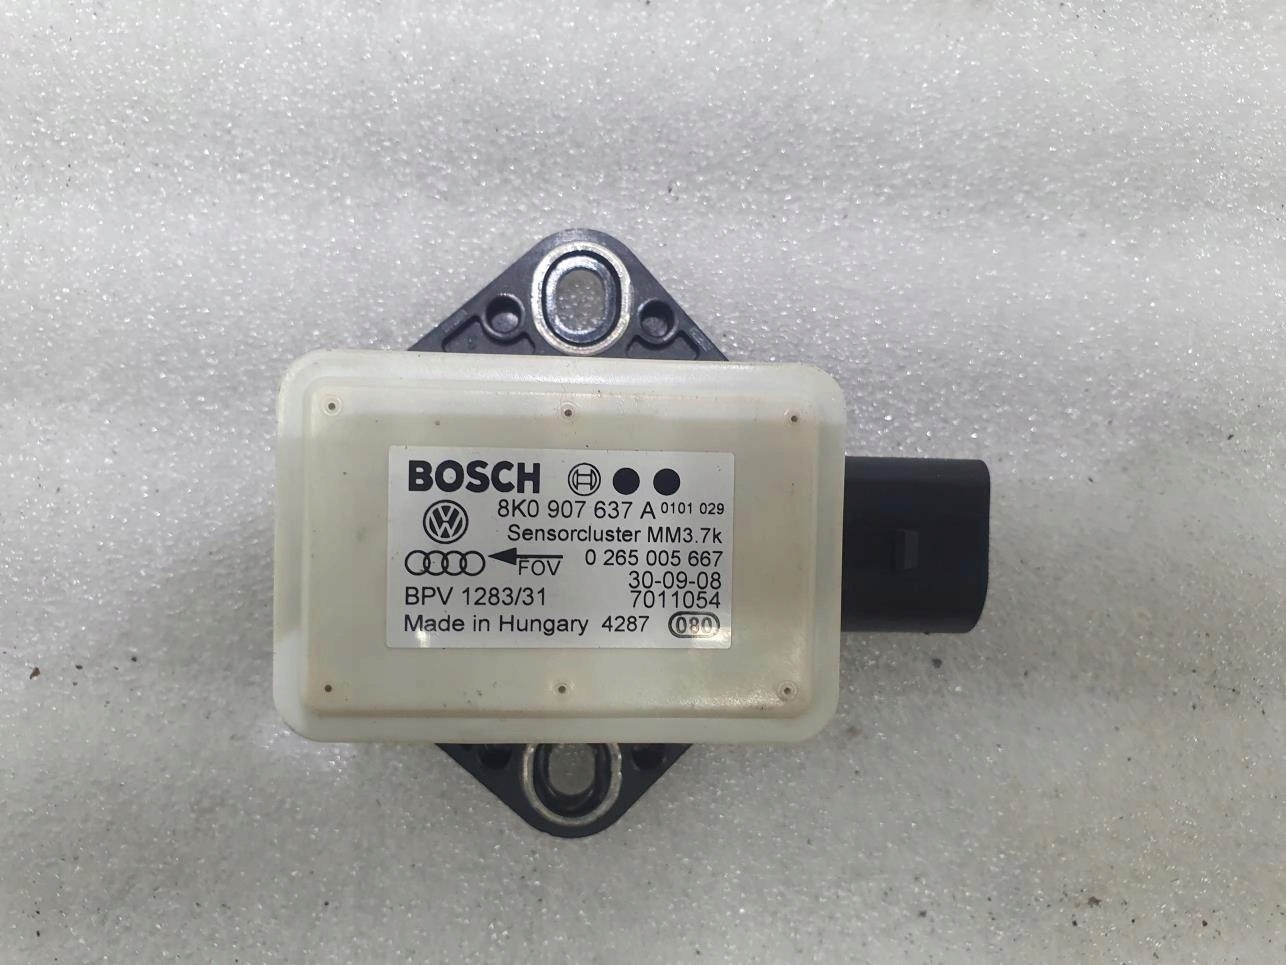 BOSCH
8K0 907 637 A 0101 029
Sensorcluster MM3.7k
FOV 0 265 005 667
30-09-08
BPV 1283/31 7011054
Made in Hungary 4287 080